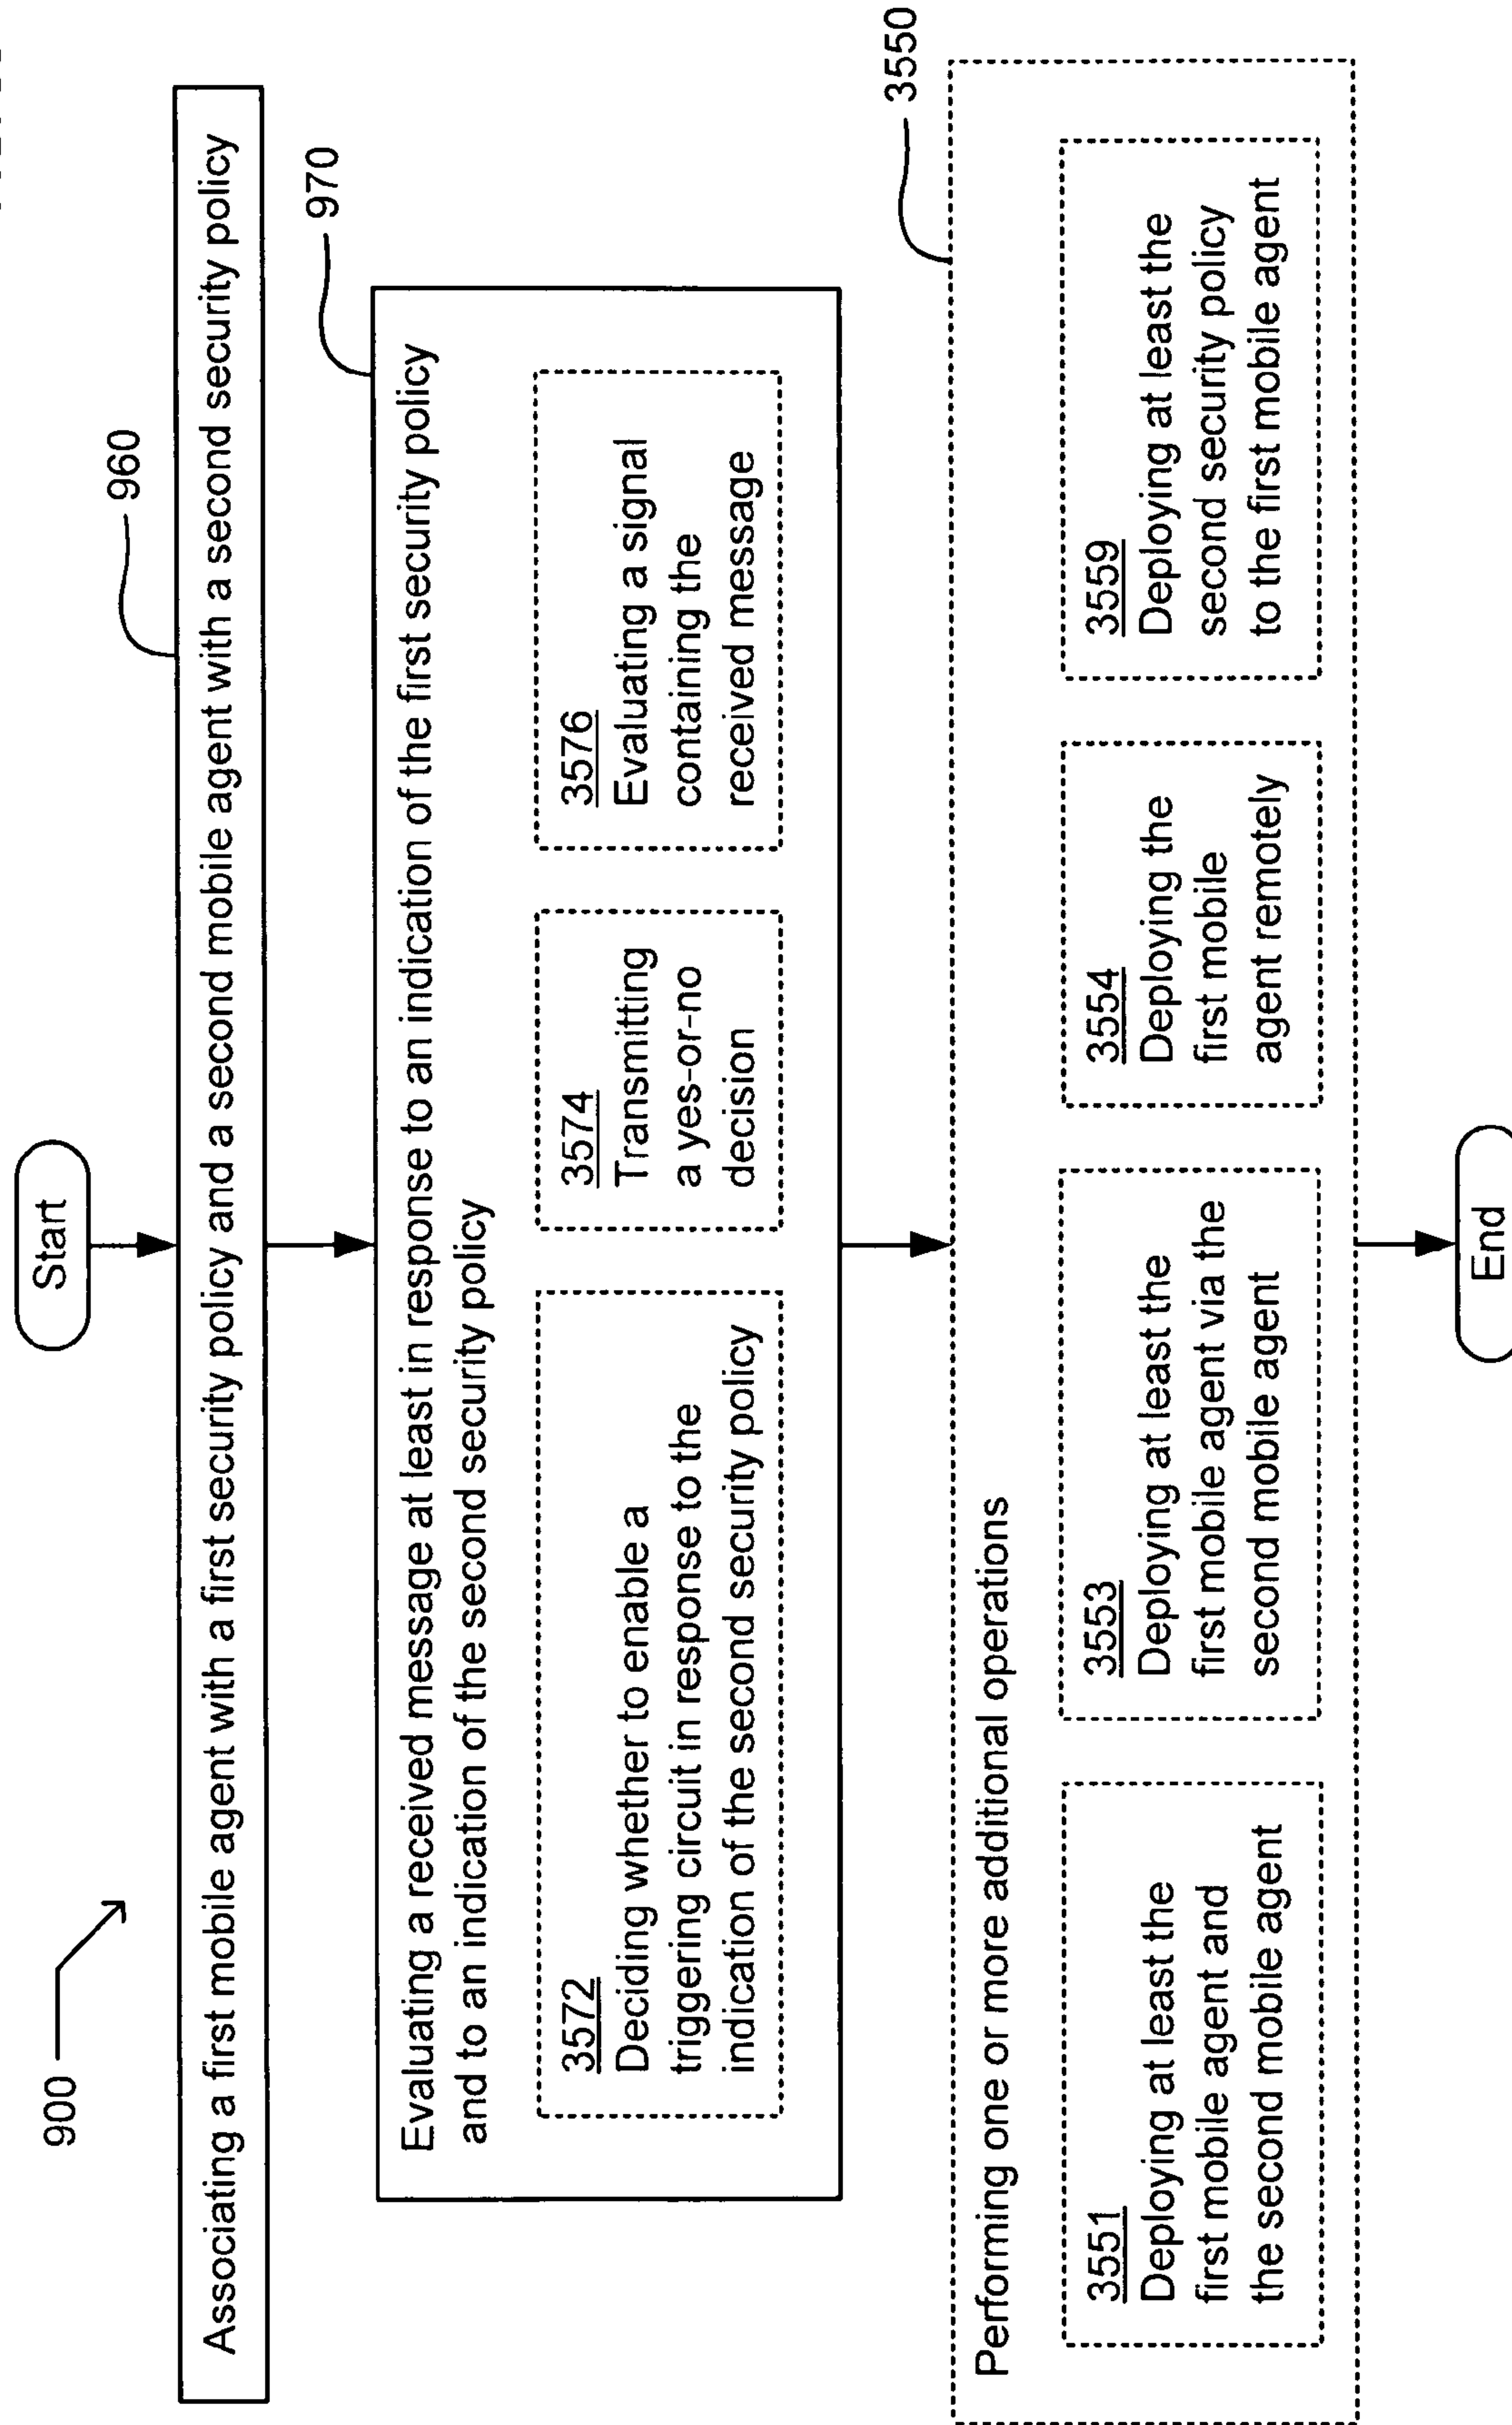 900
Start
960
Associating a first mobile agent with a first security policy and a second mobile agent with a second security policy
970
Evaluating a received message at least in response to an indication of the first security policy
and to an indication of the second security policy
3572
Deciding whether to enable a
triggering circuit in response to the
indication of the second security policy
3574
Transmitting
a yes-or-no
decision
3576
Evaluating a signal
containing the
received message
3550
Performing one or more additional operations
3551
Deploying at least the
first mobile agent and
the second mobile agent
3553
Deploying at least the
first mobile agent via the
second mobile agent
3554
Deploying the
first mobile
agent remotely
3559
Deploying at least the
second security policy
to the first mobile agent
End